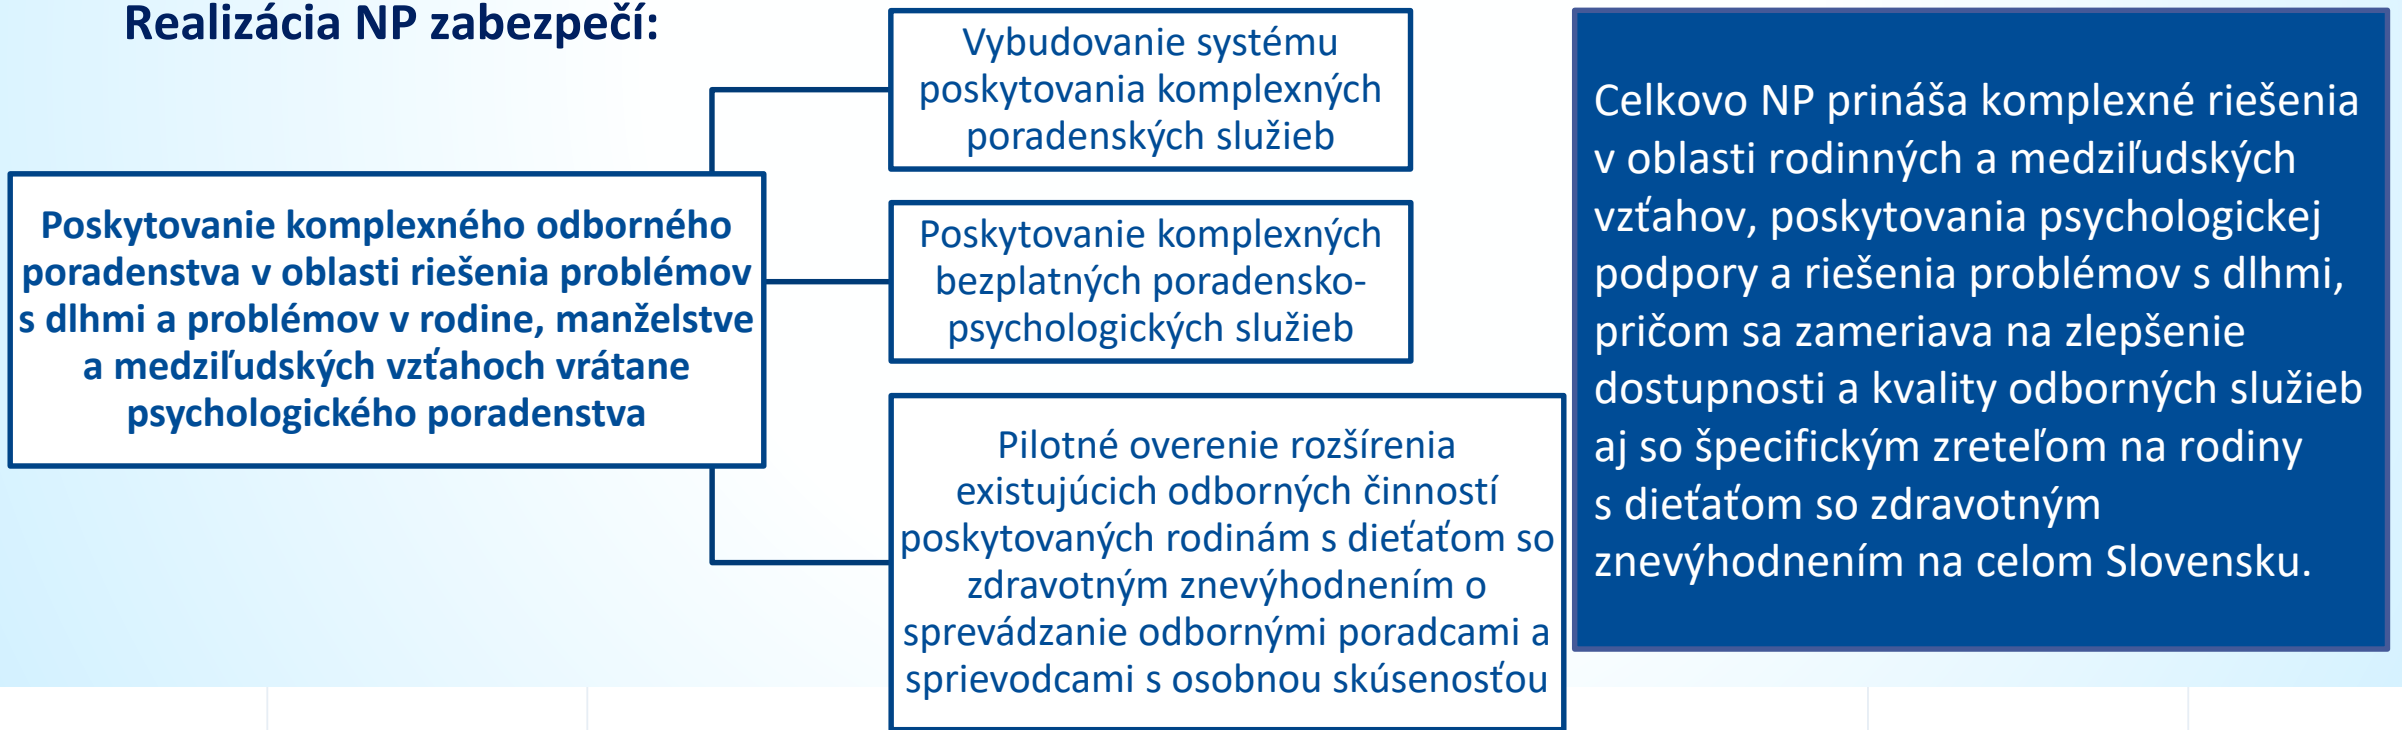 Realizácia NP zabezpečí:
Poskytovanie komplexného odborného
poradenstva v oblasti riešenia problémov
s dlhmi a problémov v rodine, manželstve
a medziľudských vzťahoch vrátane
psychologického poradenstva
Vybudovanie systému
poskytovania komplexných
poradenských služieb
Poskytovanie komplexných
bezplatných poradensko-
psychologických služieb
Pilotné overenie rozšírenia
existujúcich odborných činností
poskytovaných rodinám s dieťaťom so
zdravotným znevýhodnením o
sprevádzanie odbornými poradcami a
sprievodcami s osobnou skúsenosťou
Celkovo NP prináša komplexné riešenia
v oblasti rodinných a medziľudských
vzťahov, poskytovania psychologickej
podpory a riešenia problémov s dlhmi,
pričom sa zameriava na zlepšenie
dostupnosti a kvality odborných služieb
aj so špecifickým zreteľom na rodiny
s dieťaťom so zdravotným
znevýhodnením na celom Slovensku.